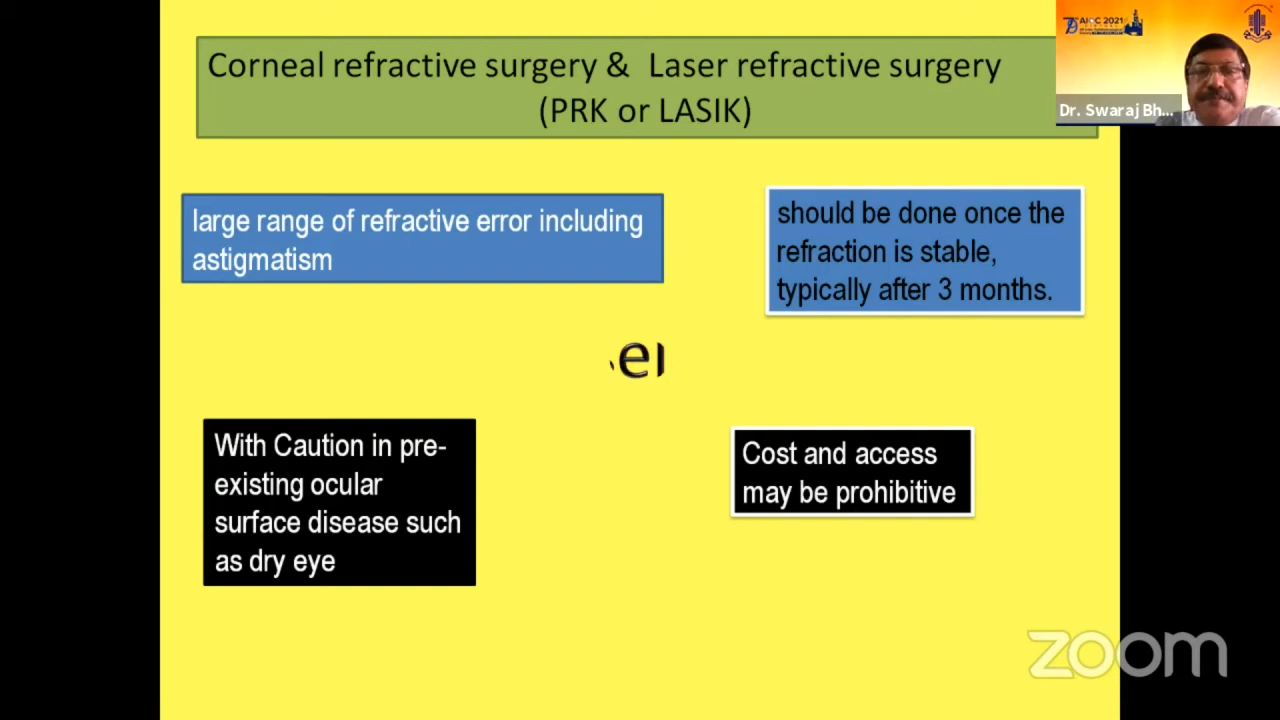 Corneal refractive surgery & Laser refractive surgery
(PRK or LASIK)
AIOC 2021
Dr. Swaraj Bh...
large range of refractive error including
astigmatism
should be done once the
refraction is stable,
typically after 3 months.
With Caution in pre-
existing ocular
surface disease such
as dry eye
Cost and access
may be prohibitive
zoom